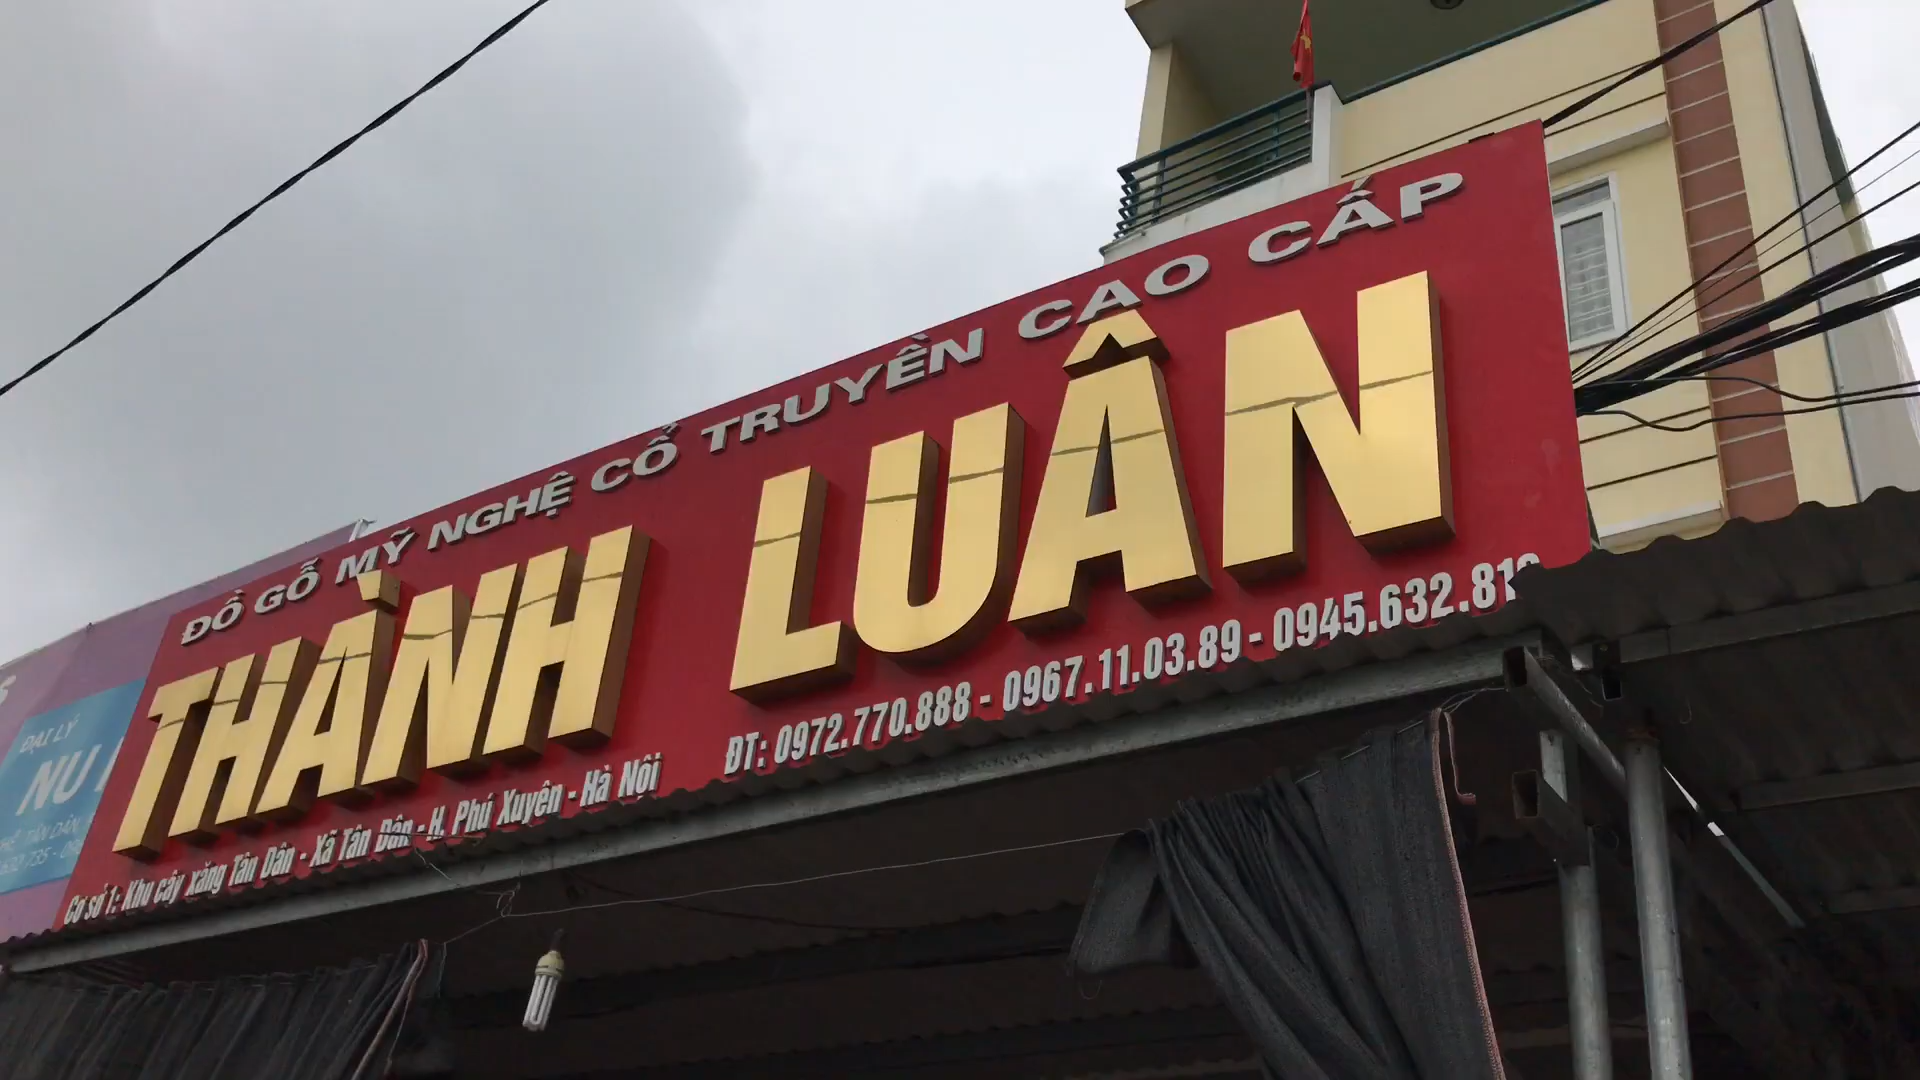 ĐỒ GỖ MỸ NGHỆ CỔ TRUYỀN CAO CẤP
THÀNH LUÂN
ĐT: 0972.770.888 - 0967.11.03.89 - 0945.632.81
Cơ sở 1: Khu cây xăng Tân Dân - Xã Tân Dân - H. Phú Xuyên - Hà Nội
ĐẠI LÝ
NU
TÂN DÂN